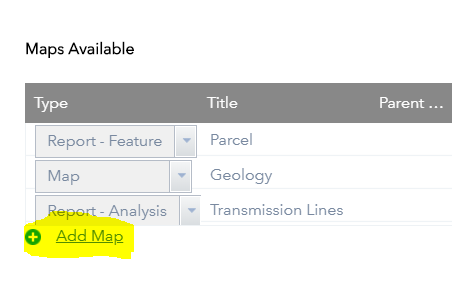 Maps Available
Type Title Parent ...
Report - Feature Parcel
Map Geology
Report - Analysis Transmission Lines
Add Map